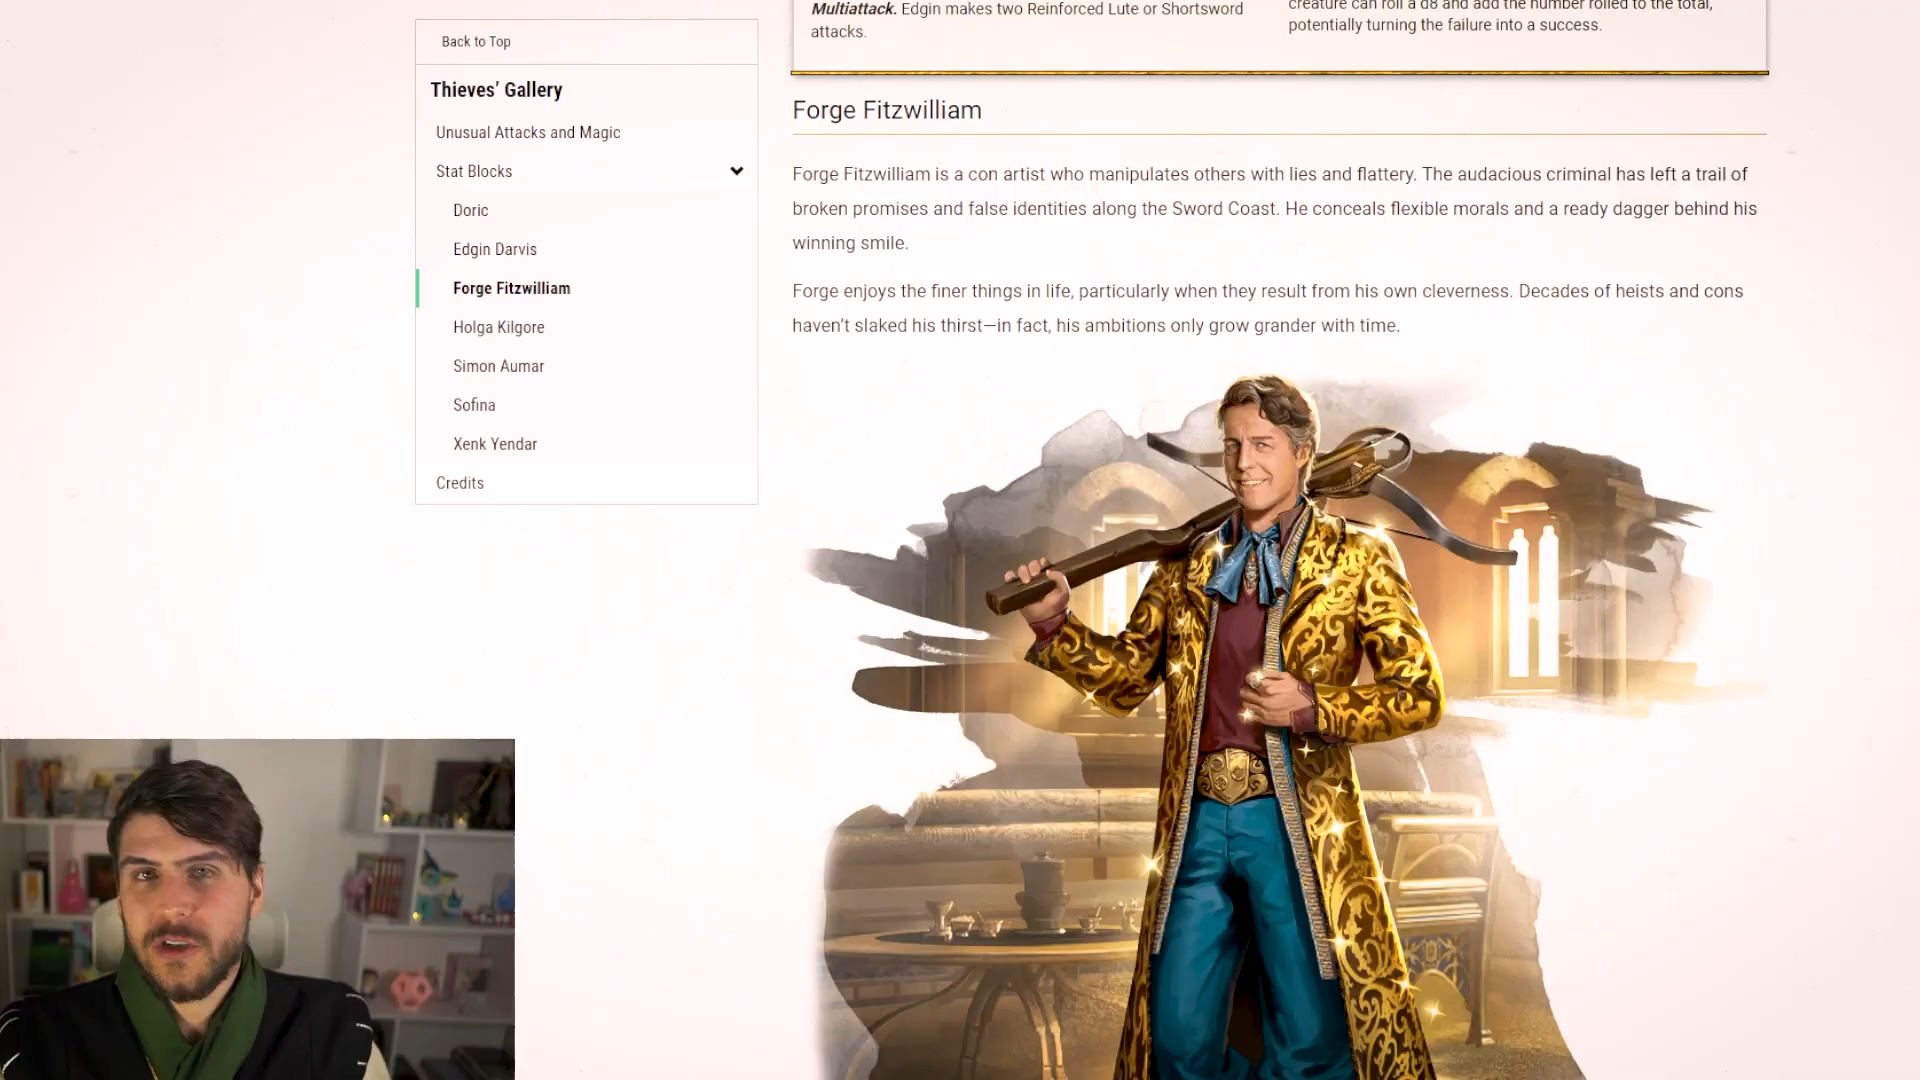 Back to Top
Thieves’ Gallery
Unusual Attacks and Magic
Stat Blocks
Doric
Edgin Darvis
Forge Fitzwilliam
Holga Kilgore
Simon Aumar
Sofina
Xenk Yendar
Credits
Multiattack. Edgin makes two Reinforced Lute or Shortsword
attacks.
creature can roll a d8 and add the number rolled to the total,
potentially turning the failure into a success.
Forge Fitzwilliam
Forge Fitzwilliam is a con artist who manipulates others with lies and flattery. The audacious criminal has left a trail of
broken promises and false identities along the Sword Coast. He conceals flexible morals and a ready dagger behind his
winning smile.
Forge enjoys the finer things in life, particularly when they result from his own cleverness. Decades of heists and cons
haven’t slaked his thirst—in fact, his ambitions only grow grander with time.